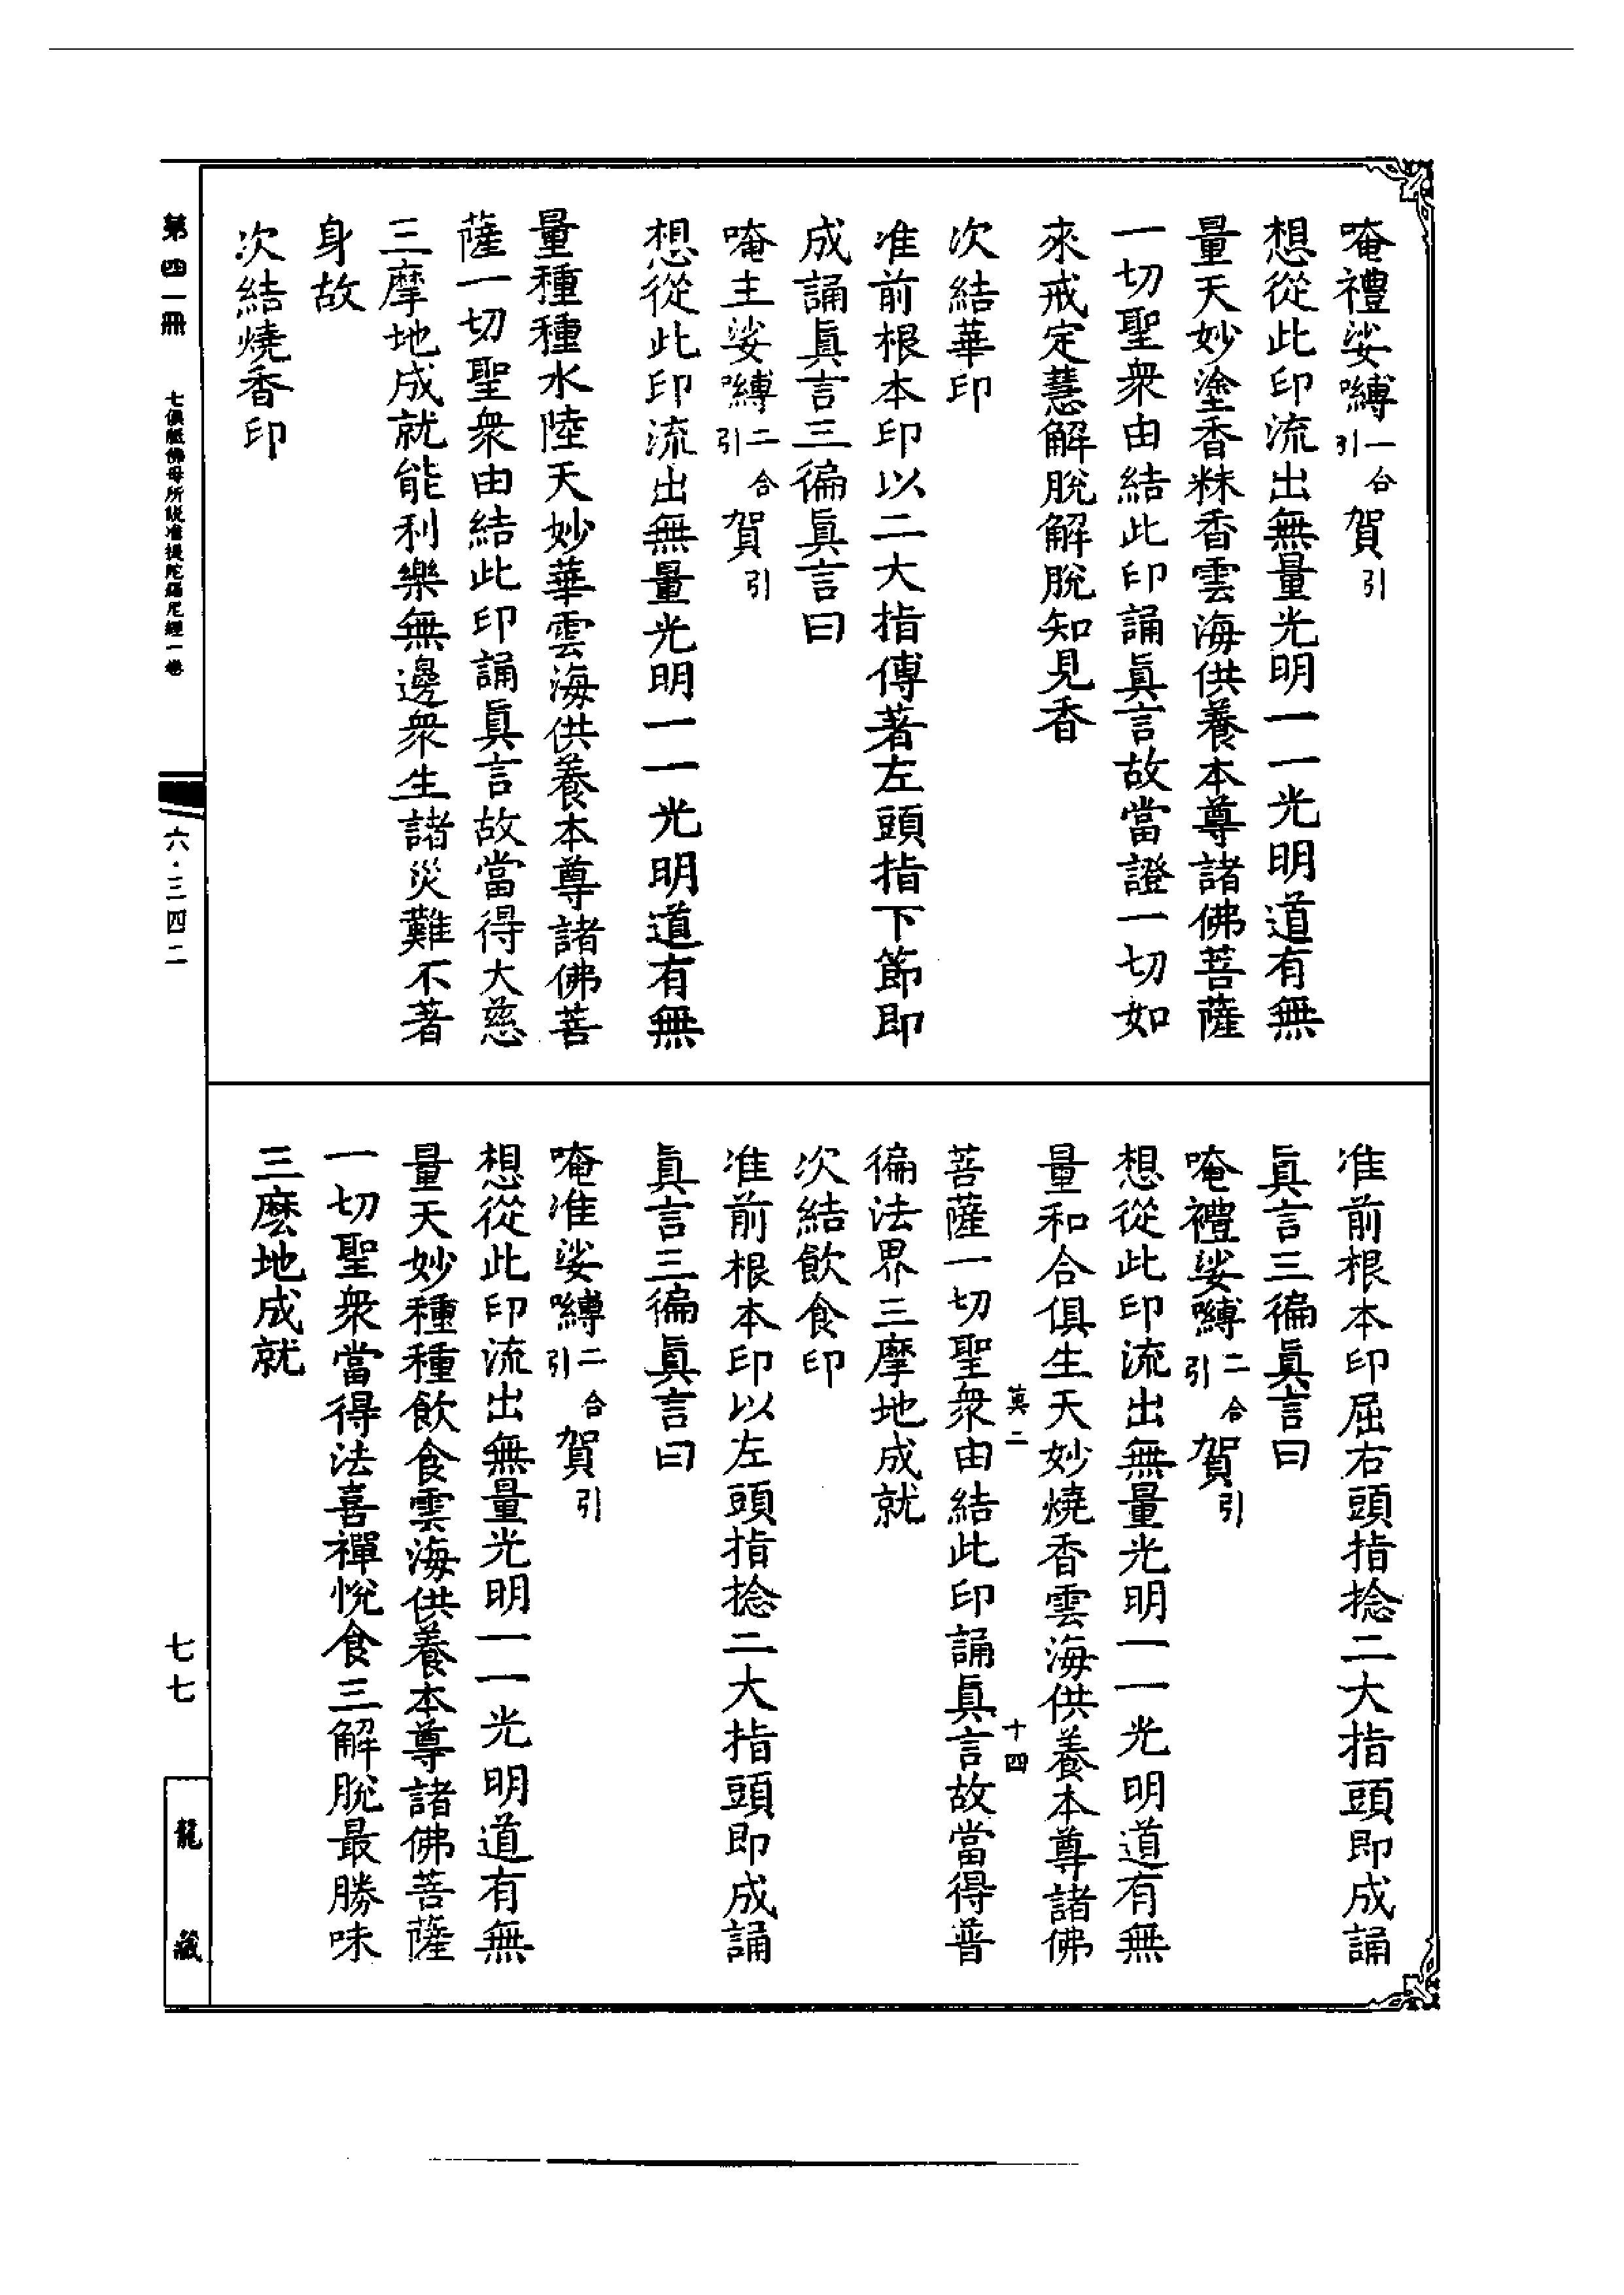 唵禮娑嚩一合引賀引
想從此印流出無量光明一一光明道有無
量天妙塗香粖香雲海供養本尊諸佛菩薩
一切聖衆由結此印誦眞言故當證一切如
來戒定慧解脫解脫知見香
次結華印
准前根本印以二大指傳著左頭指下節即
成誦眞言三徧眞言曰
唵主娑嚩二合引賀引
想從此印流出無量光明一一光明道有無
量種種水陸天妙華雲海供養本尊諸佛菩
薩一切聖衆由結此印誦眞言故當得大慈
三摩地成就能利樂無邊衆生諸災難不著
身故
次結燒香印
准前根本印屈右頭指捻二大指頭即成誦
眞言三徧眞言曰
唵禮娑嚩二合引賀引
想從此印流出無量光明一一光明道有無
量和合俱生天妙燒香雲海供養本尊諸佛
莫二 十四
菩薩一切聖衆由結此印誦眞言故當得普
徧法界三摩地成就
次結飲食印
准前根本印以左頭指捻二大指頭即成誦
眞言三徧眞言曰
唵准娑嚩二合引賀引
想從此印流出無量光明一一光明道有無
量天妙種種飲食雲海供養本尊諸佛菩薩
一切聖衆當得法喜禪悅食三解脫最勝味
三麽地成就
第四一冊 七俱胝佛母所說准提陀羅尼經一卷 六·三四二 七七 龍藏